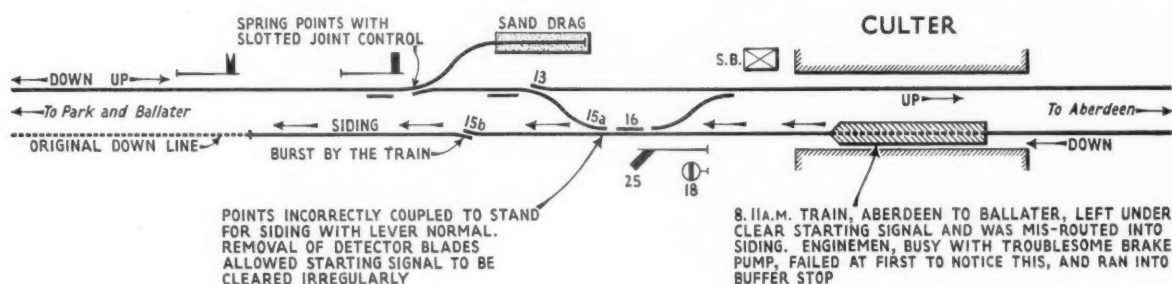 SPRING POINTS WITH
SLOTTED JOINT CONTROL
SAND DRAG
CULTER
S.B.
DOWN UP
13
UP
To Park and Ballater
SIDING
15b
15a
16
To Aberdeen
ORIGINAL DOWN LINE
BURST BY THE TRAIN
25
18
DOWN
POINTS INCORRECTLY COUPLED TO STAND
FOR SIDING WITH LEVER NORMAL.
REMOVAL OF DETECTOR BLADES
ALLOWED STARTING SIGNAL TO BE
CLEARED IRREGULARLY
8.11A.M. TRAIN, ABERDEEN TO BALLATER, LEFT UNDER
CLEAR STARTING SIGNAL AND WAS MIS-ROUTED INTO
SIDING. ENGINEMEN, BUSY WITH TROUBLESOME BRAKE
PUMP, FAILED AT FIRST TO NOTICE THIS, AND RAN INTO
BUFFER STOP